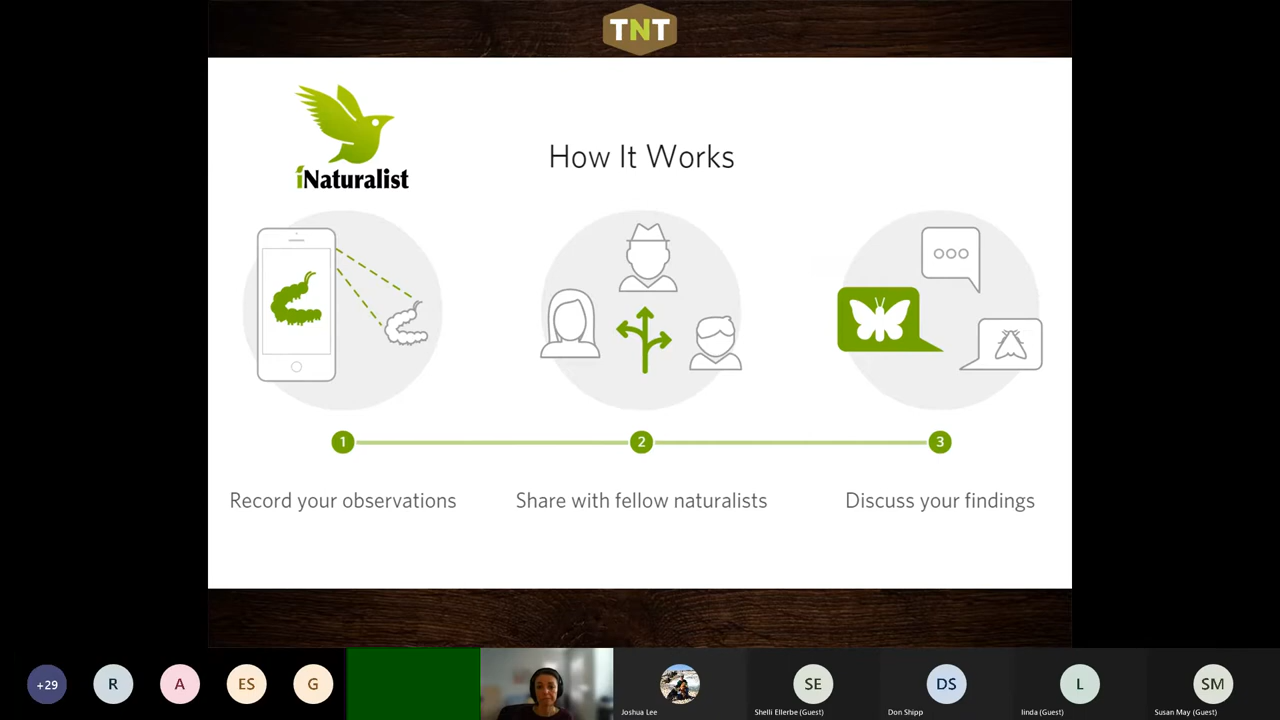 TNT
iNaturalist
How It Works
1
2
3
Record your observations
Share with fellow naturalists
Discuss your findings
+29
R
A
ES
G
Joshua Lee
SE
Shelli Ellerbe (Guest)
DS
Don Shipp
L
linda (Guest)
SM
Susan May (Guest)